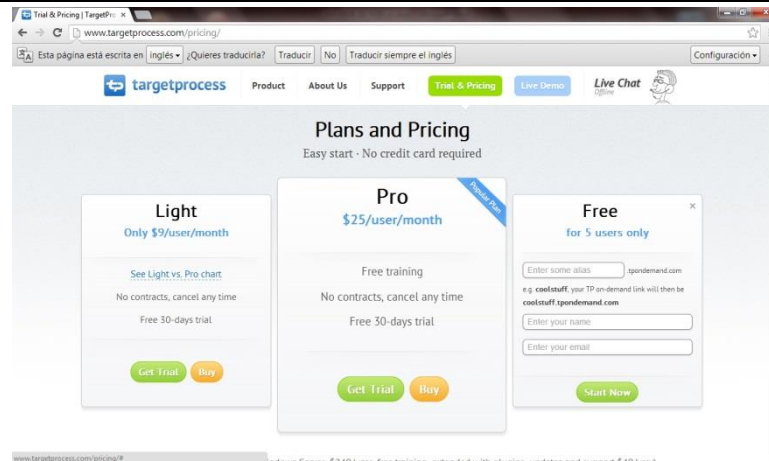 Trial & Pricing | TargetPro
www.targetprocess.com/pricing/
Esta página está escrita en inglés ¿Quieres traducirla? Traducir No Traducir siempre el inglés Configuración
targetprocess Product About Us Support Trial & Pricing Live Demo Live Chat
Offline
Plans and Pricing
Easy start · No credit card required
Light
Only $9/user/month
See Light vs. Pro chart
No contracts, cancel any time
Free 30-days trial
Get Trial Buy
Popular Plan
Pro
$25/user/month
Free training
No contracts, cancel any time
Free 30-days trial
Get Trial Buy
Free
for 5 users only
Enter some alias .tpondemand.com
e.g. coolstuff, your TP on-demand link will then be
coolstuff.tpondemand.com
Enter your name
Enter your email
Start Now
www.targetprocess.com/pricing/#